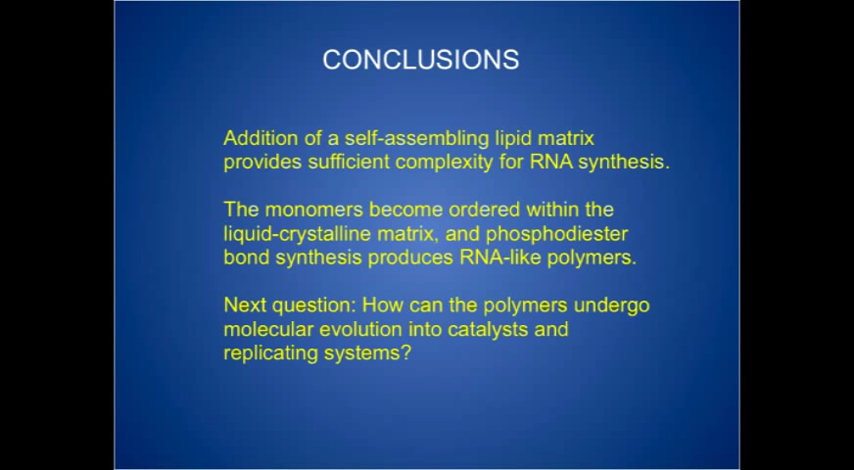 CONCLUSIONS
Addition of a self-assembling lipid matrix
provides sufficient complexity for RNA synthesis.
The monomers become ordered within the
liquid-crystalline matrix, and phosphodiester
bond synthesis produces RNA-like polymers.
Next question: How can the polymers undergo
molecular evolution into catalysts and
replicating systems?